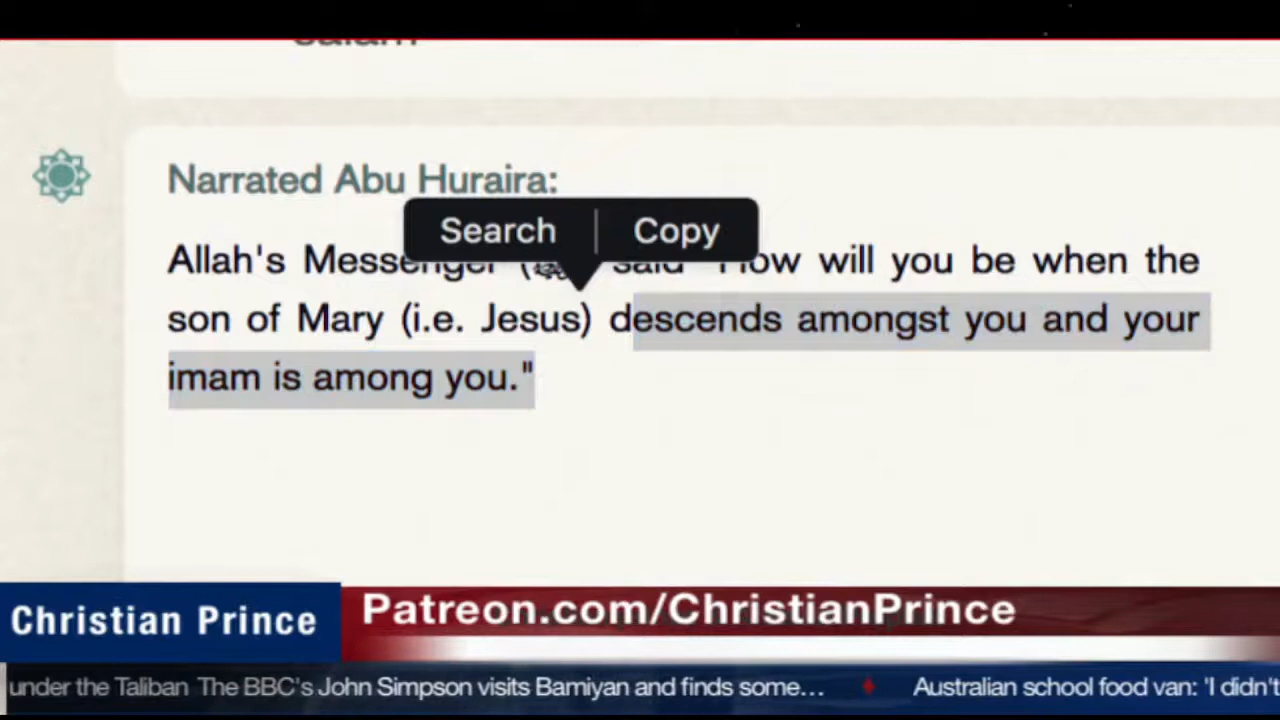 Narrated Abu Huraira:
Search
Copy
Allah's Messenger said "How will you be when the
son of Mary (i.e. Jesus) descends amongst you and your
imam is among you."
Christian Prince
Patreon.com/ChristianPrince
under the Taliban The BBC's John Simpson visits Bamiyan and finds some... Australian school food van: 'I didn't